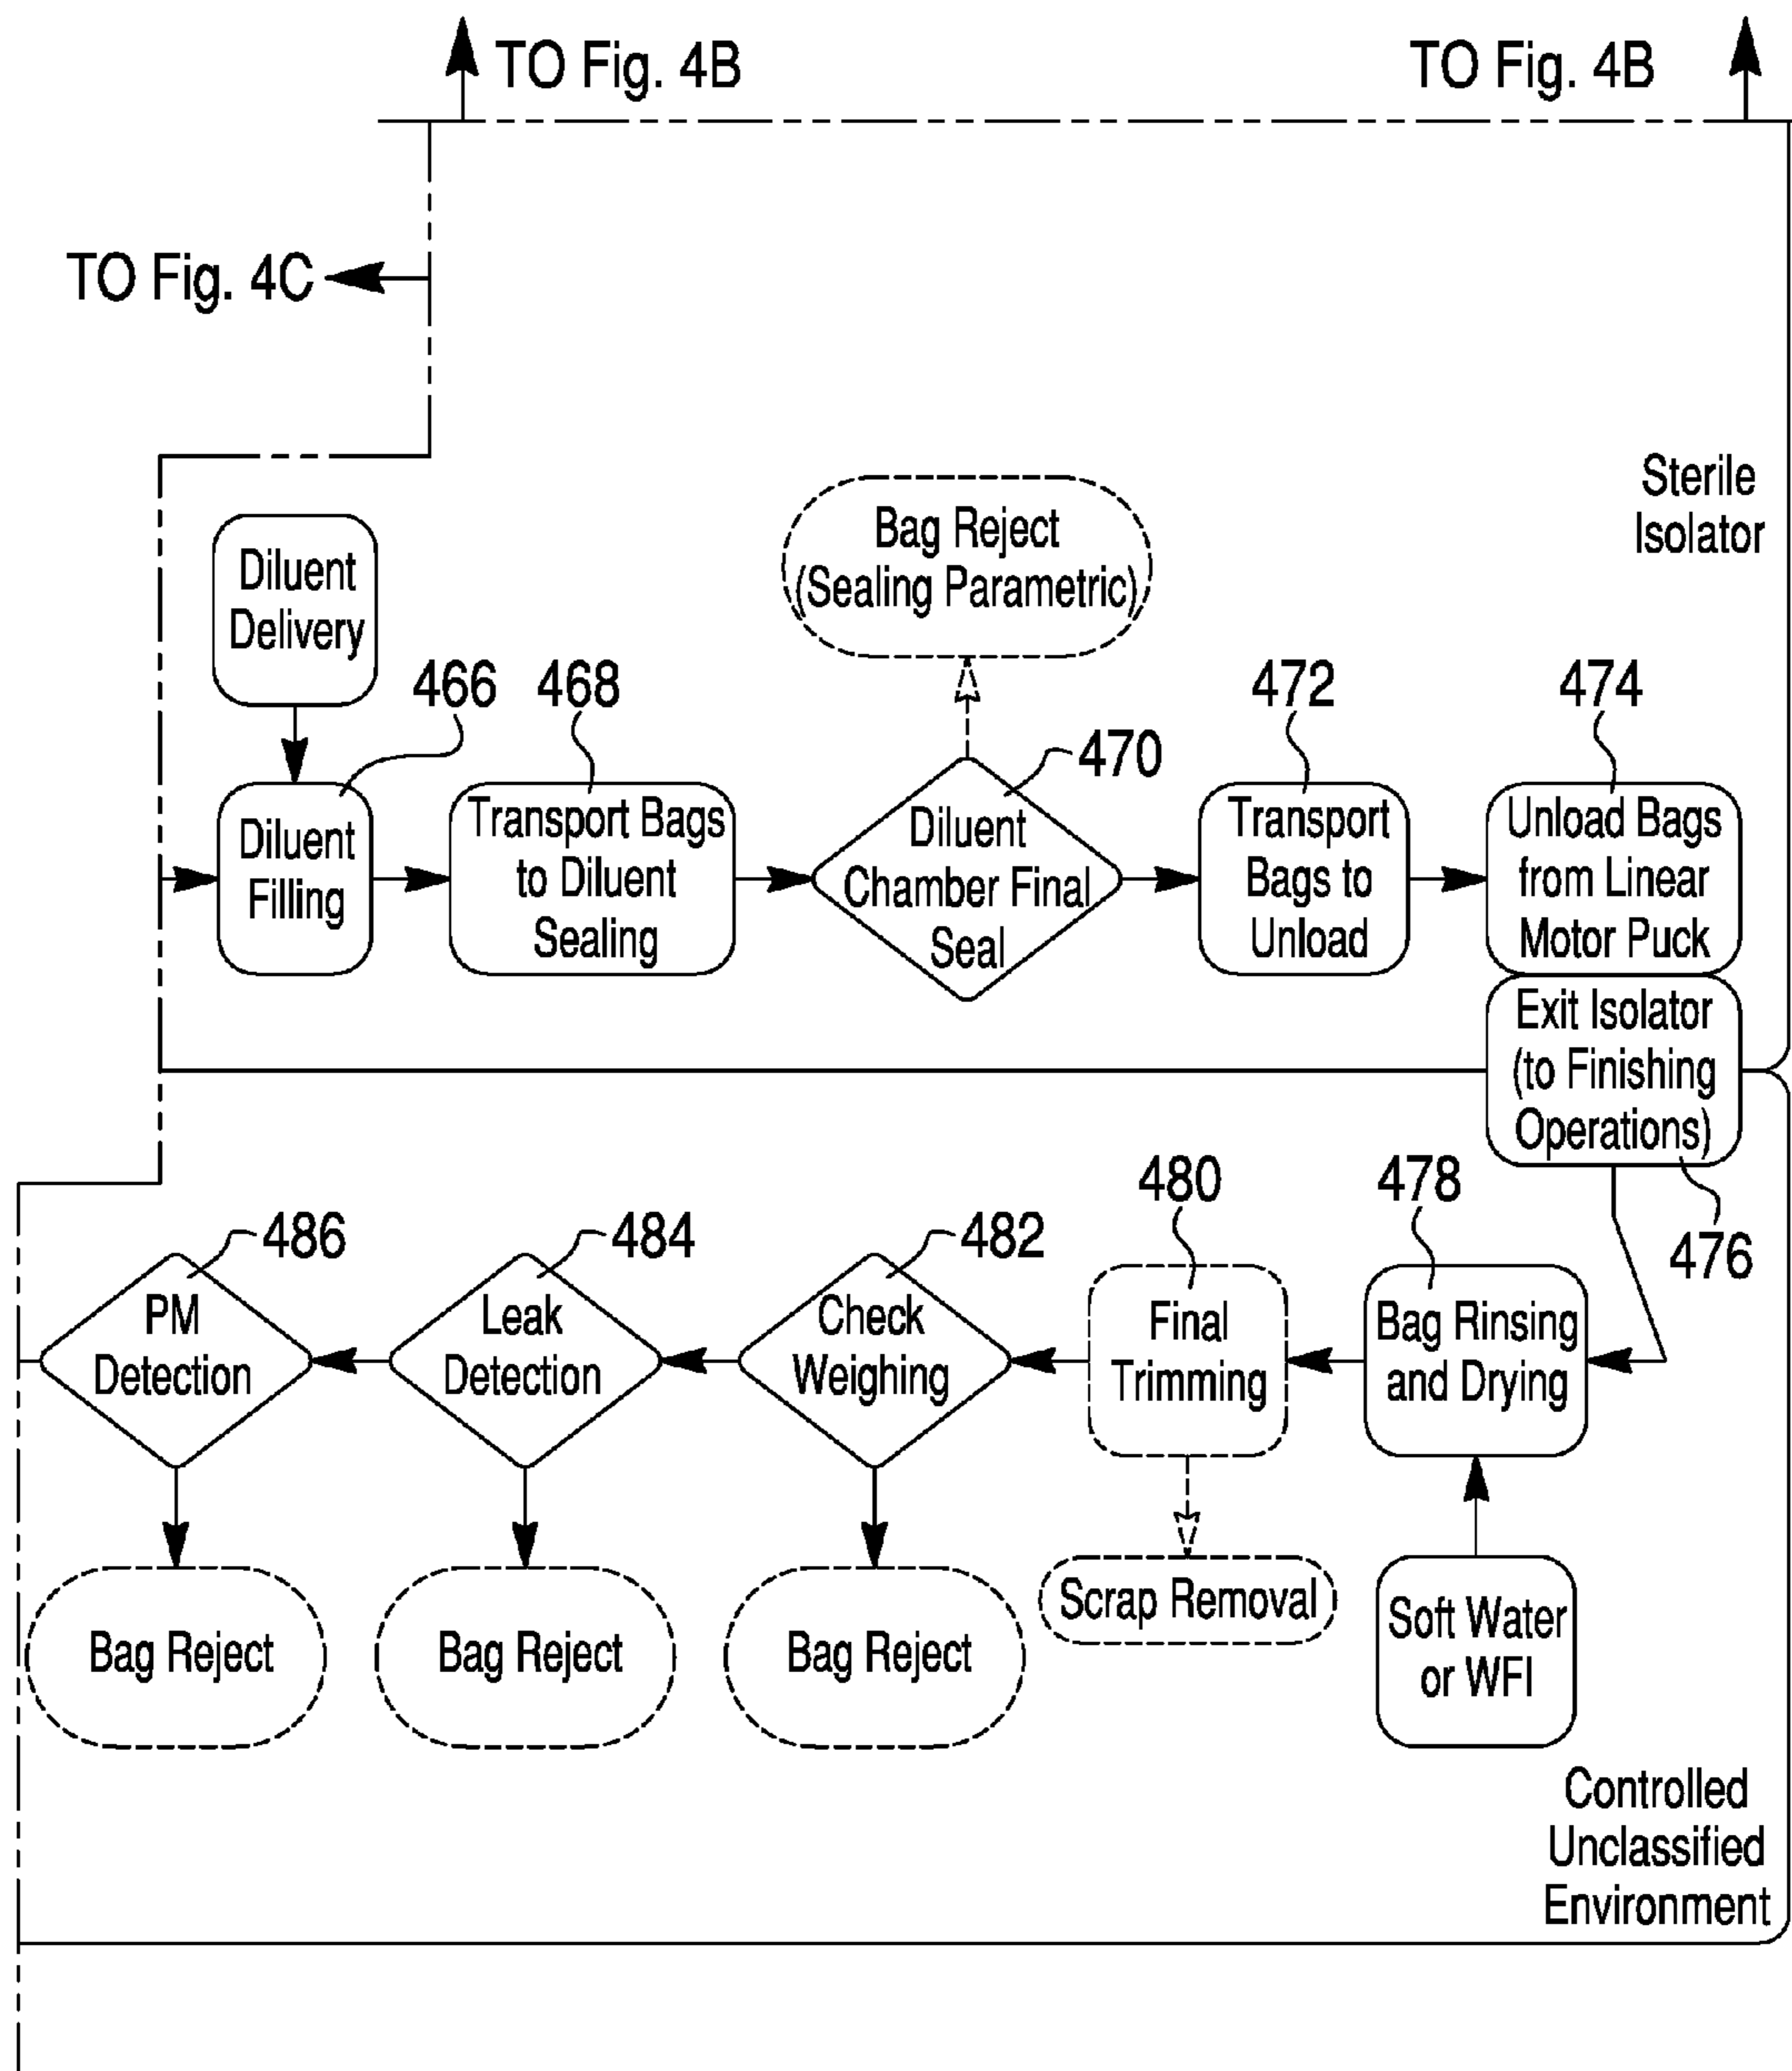 TO Fig. 4B
TO Fig. 4B
TO Fig. 4C
Sterile
Isolator
Bag Reject
(Sealing Parametric)
Diluent
Delivery
466
468
470
472
474
Diluent
Filling
Transport Bags
to Diluent
Sealing
Diluent
Chamber Final
Seal
Transport
Bags to
Unload
Unload Bags
from Linear
Motor Puck
Exit Isolator
(to Finishing
Operations)
476
478
480
482
484
486
PM
Detection
Leak
Detection
Check
Weighing
Final
Trimming
Bag Rinsing
and Drying
Bag Reject
Bag Reject
Bag Reject
Scrap Removal
Soft Water
or WFI
Controlled
Unclassified
Environment